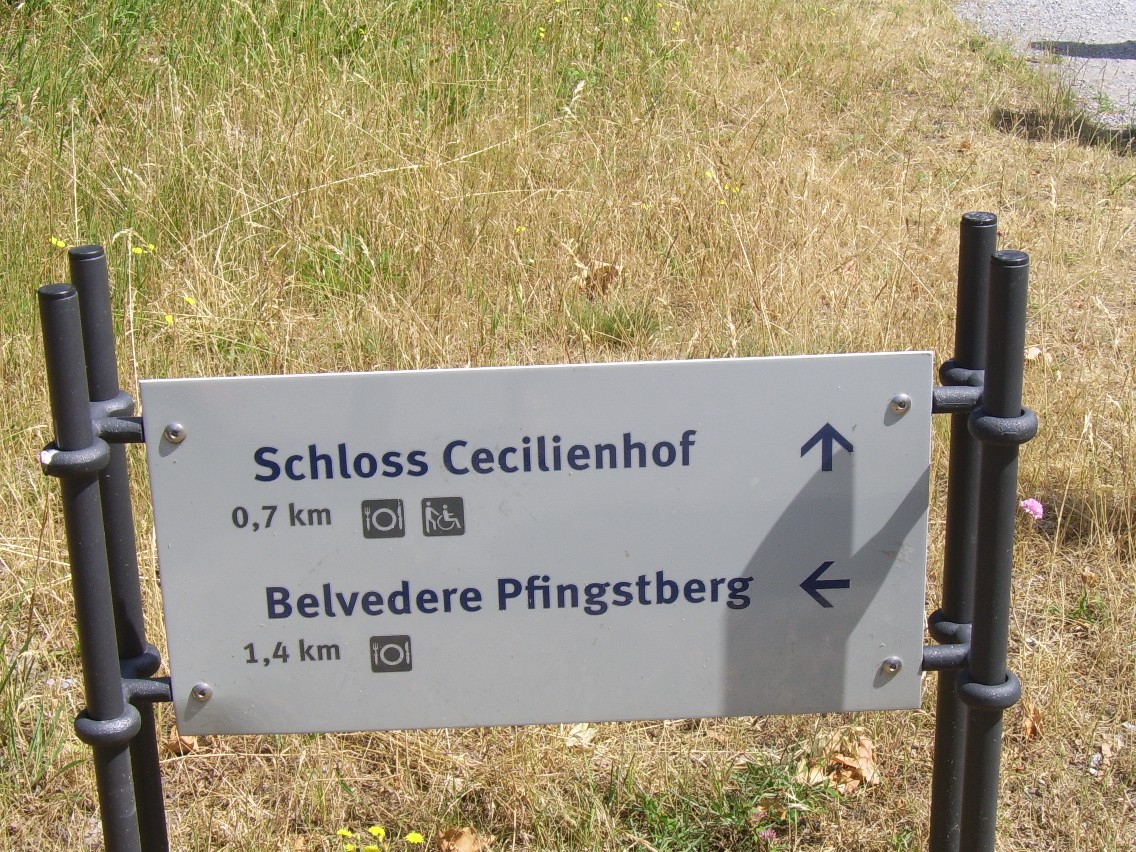 Schloss Cecilienhof
0,7 km
Belvedere Pfingstberg
1,4 km